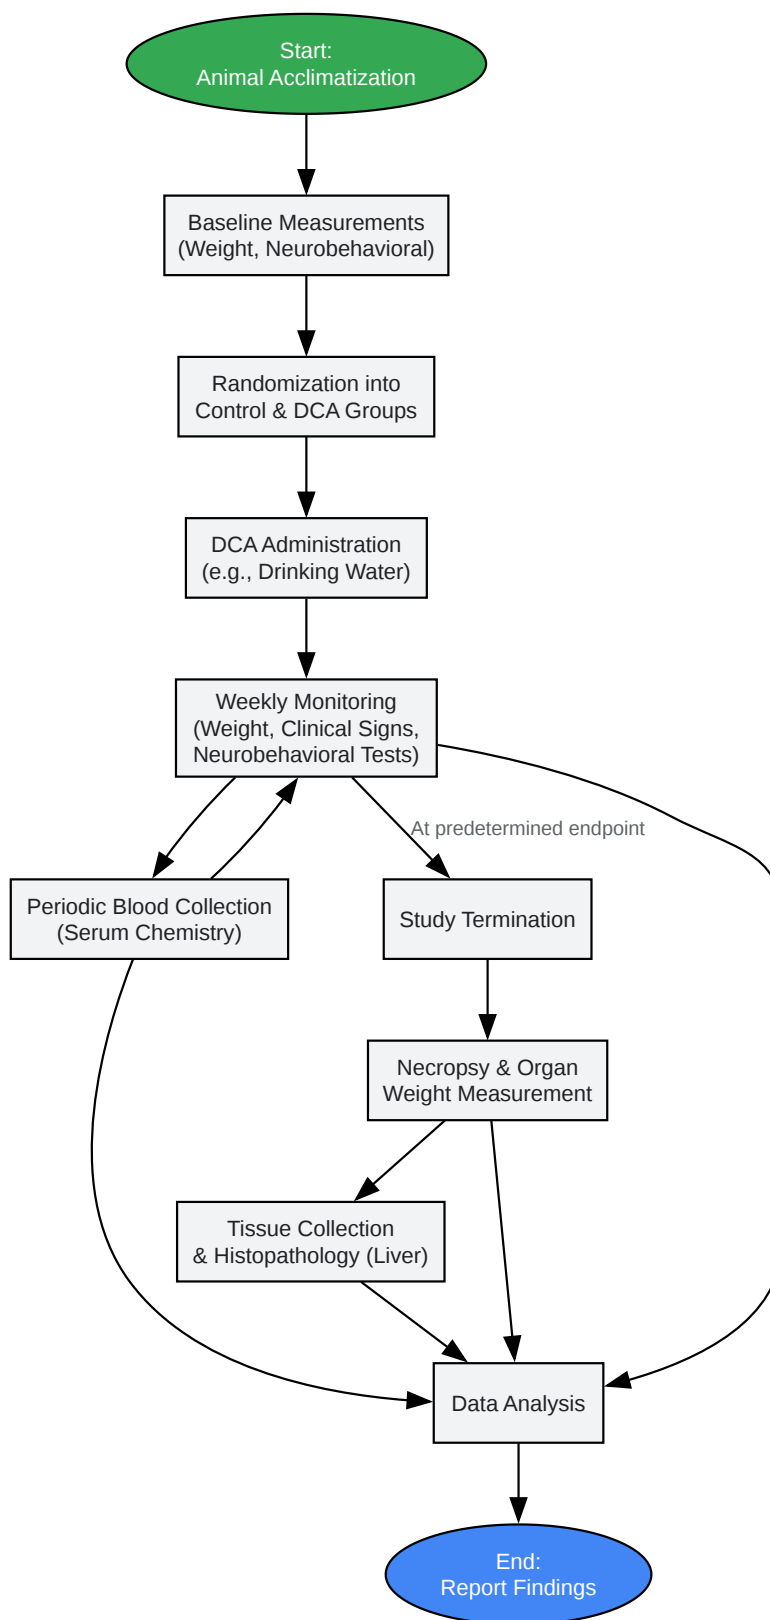 Start:
Animal Acclimatization
Baseline Measurements
(Weight, Neurobehavioral)
Randomization into
Control & DCA Groups
DCA Administration
(e.g., Drinking Water)
Weekly Monitoring
(Weight, Clinical Signs,
Neurobehavioral Tests)
At predetermined endpoint
Periodic Blood Collection
(Serum Chemistry)
Study Termination
Necropsy & Organ
Weight Measurement
Tissue Collection
& Histopathology (Liver)
Data Analysis
End:
Report Findings